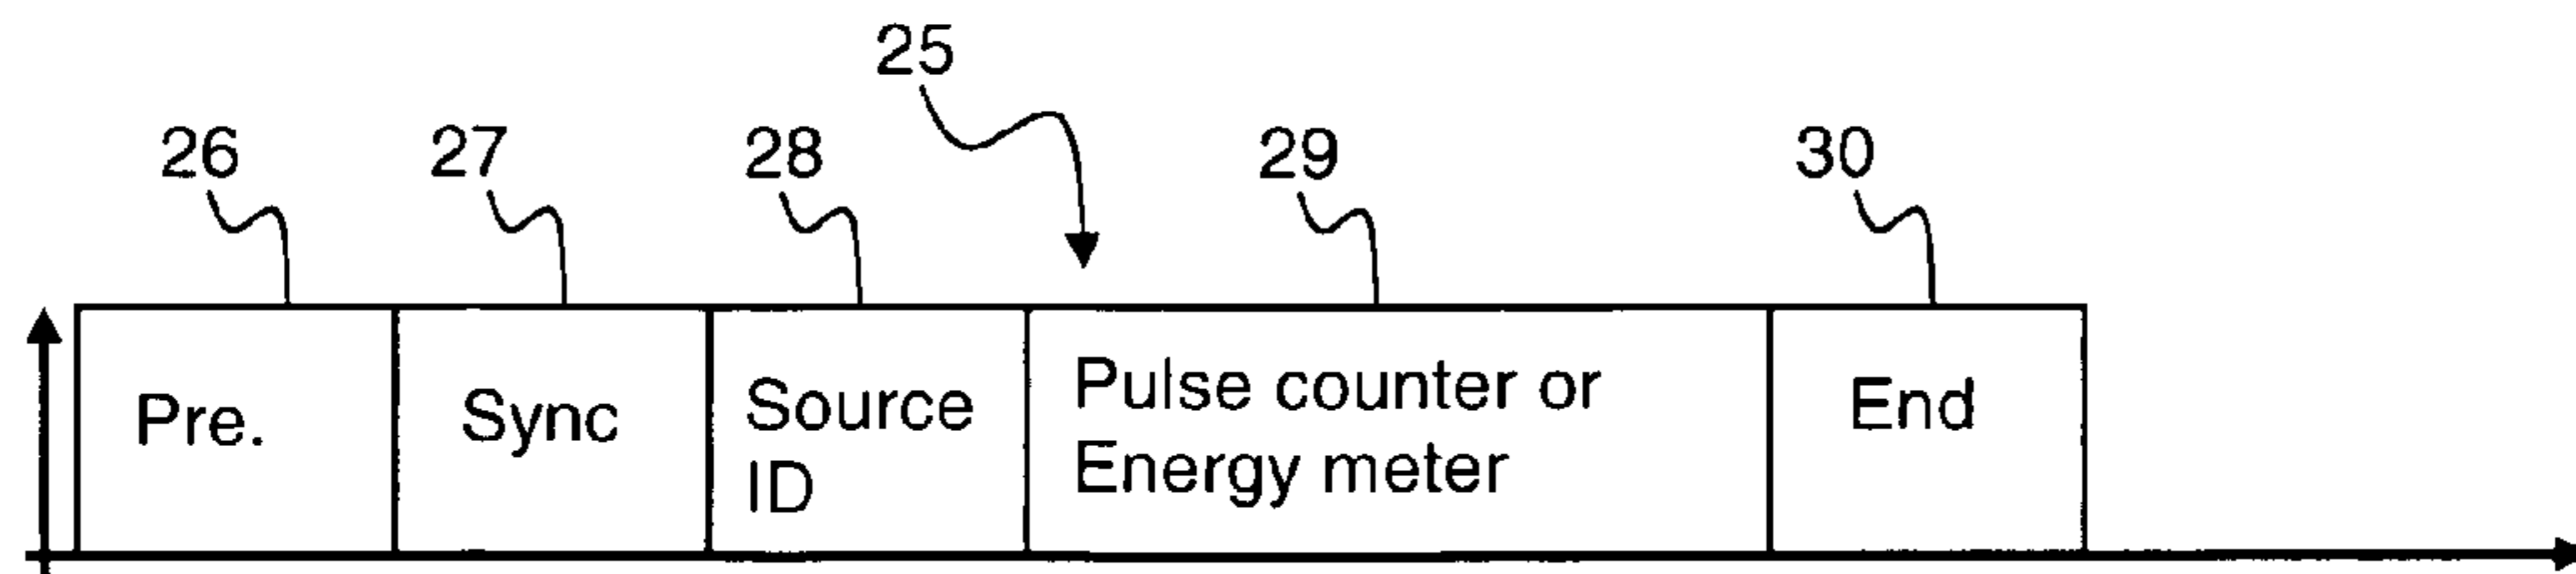 25
26 27 28 29 30
Pre. Sync Source ID Pulse counter or Energy meter End